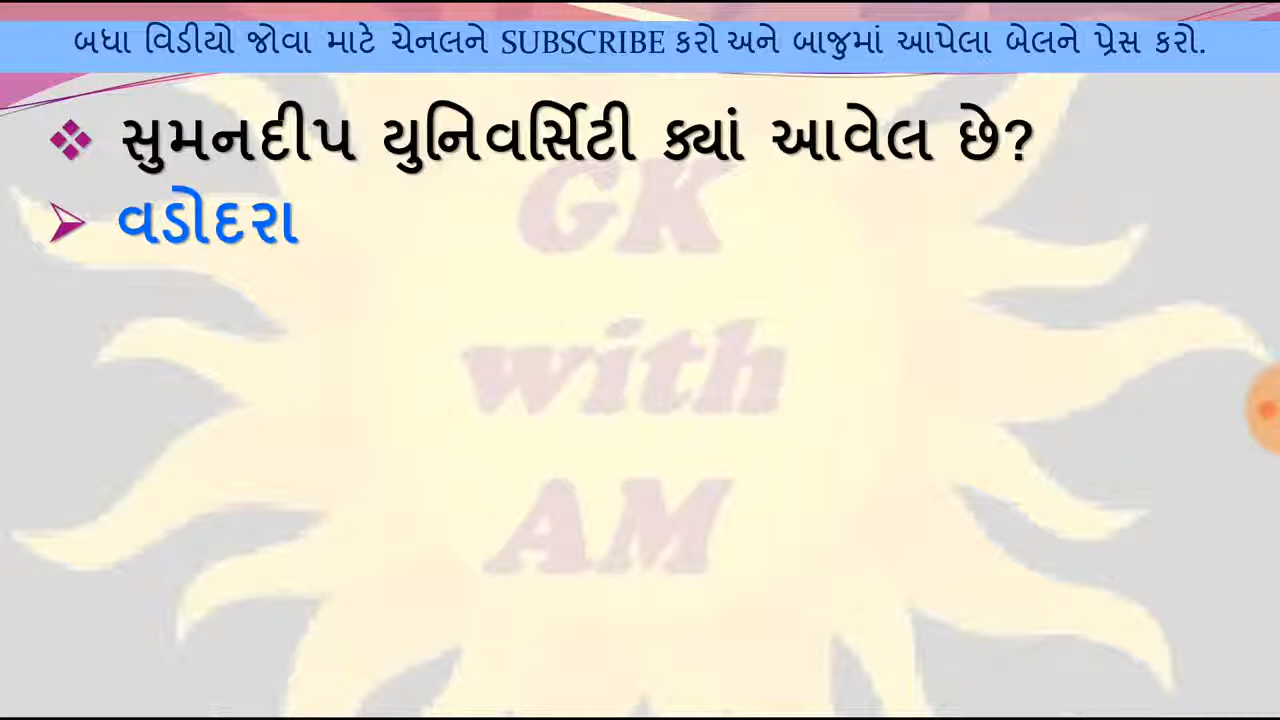 બધા વિડીયો જોવા માટે ચેનલને SUBSCRIBE કરો અને બાજુમાં આપેલા બેલને પ્રેસ કરો.
સુમનદીપ યુનિવર્સિટી ક્યાં આવેલ છે?
વડોદરા
GK
with
AM